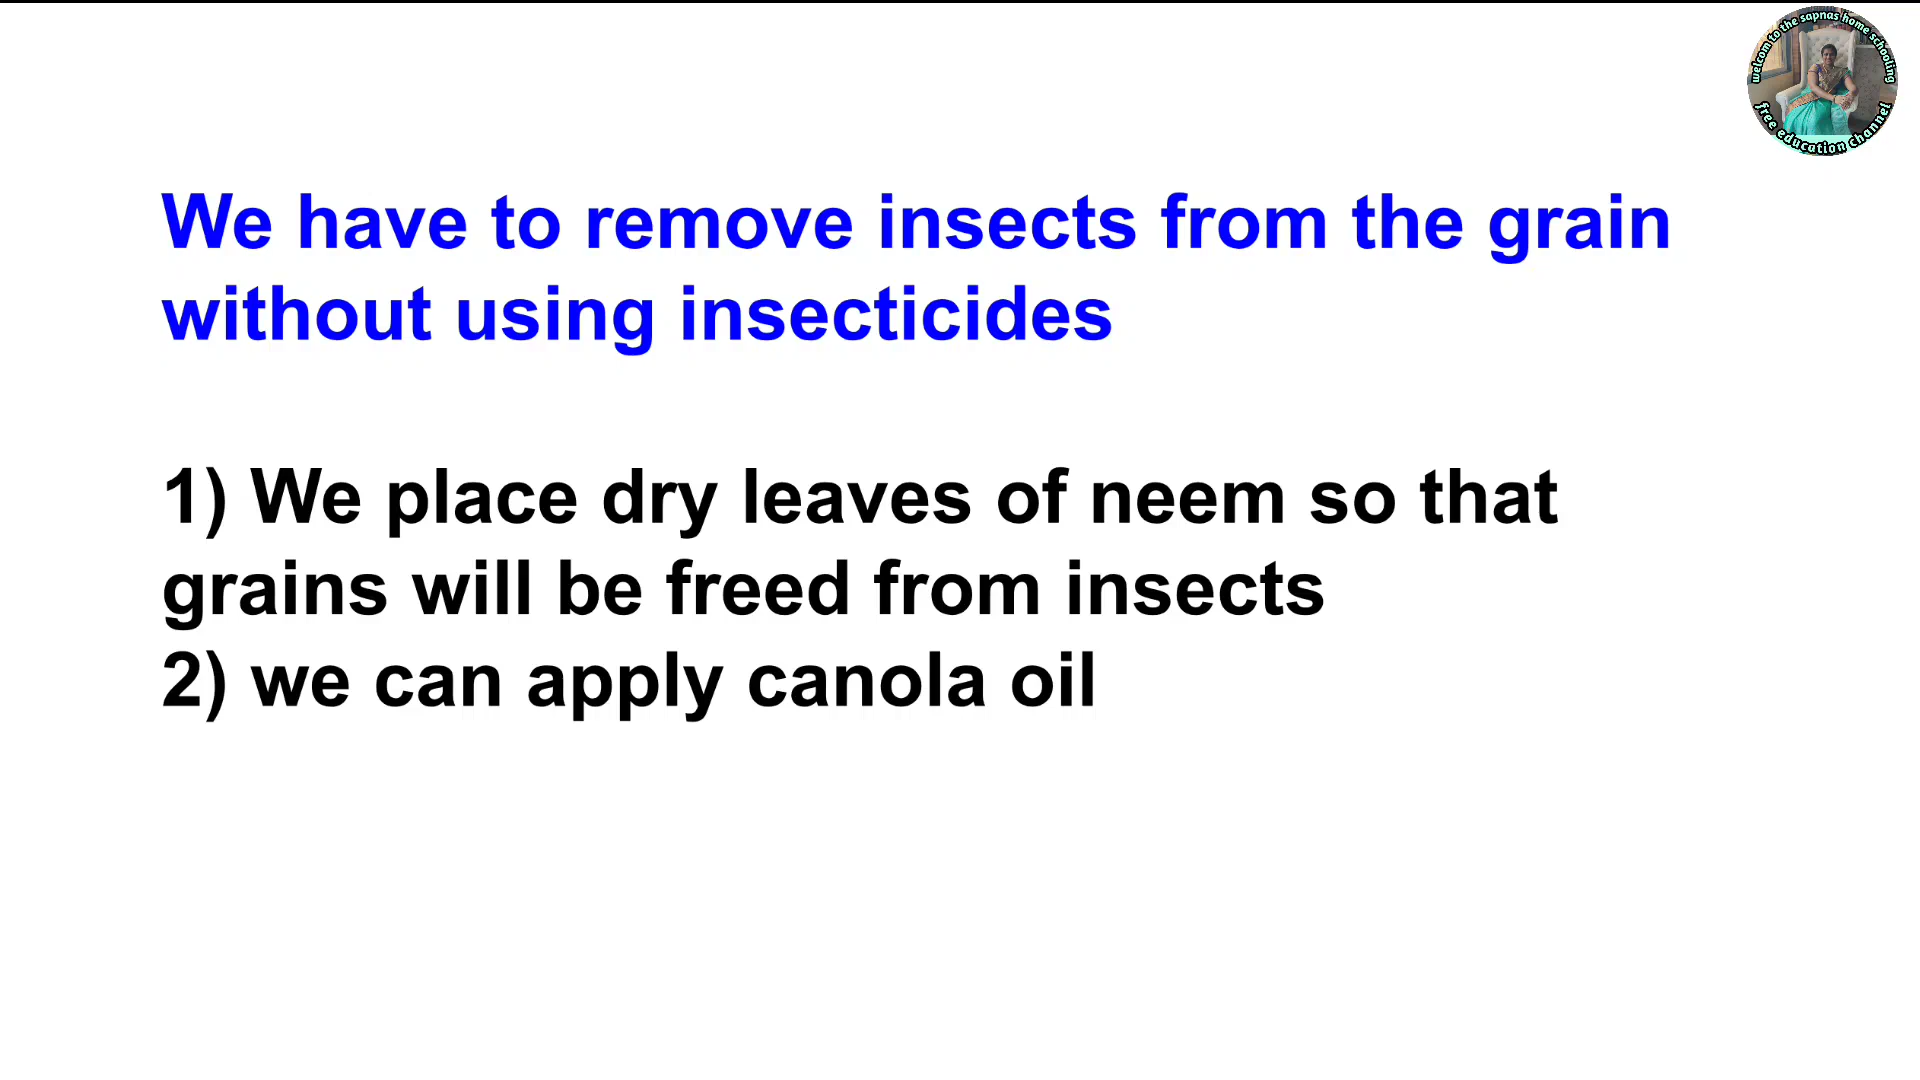 welcom to the sapnas home schooling
free education channel
We have to remove insects from the grain
without using insecticides
1) We place dry leaves of neem so that
grains will be freed from insects
2) we can apply canola oil